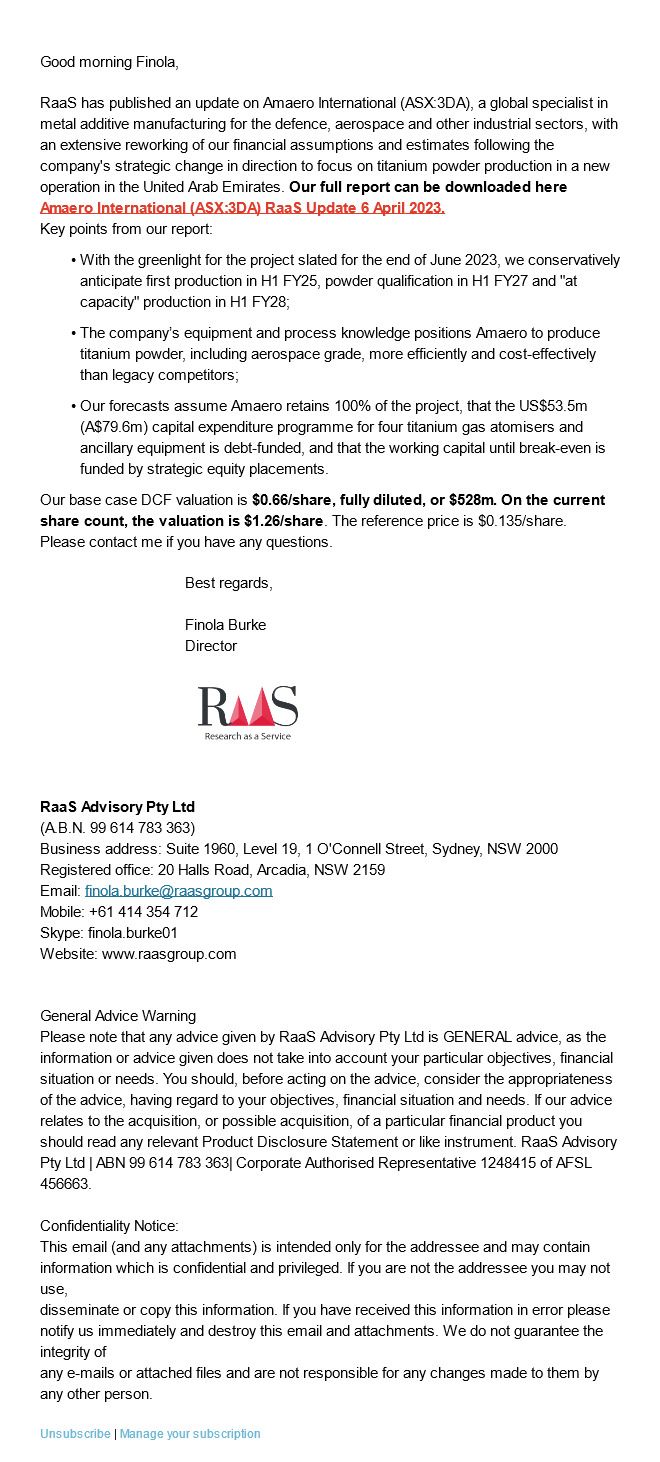 Good morning Finola,
RaaS has published an update on Amaero International (ASX:3DA), a global specialist in
metal additive manufacturing for the defence, aerospace and other industrial sectors, with
an extensive reworking of our financial assumptions and estimates following the
company's strategic change in direction to focus on titanium powder production in a new
operation in the United Arab Emirates. Our full report can be downloaded here
Amaero International (ASX:3DA) RaaS Update 6 April 2023.
Key points from our report:
• With the greenlight for the project slated for the end of June 2023, we conservatively
anticipate first production in H1 FY25, powder qualification in H1 FY27 and "at
capacity" production in H1 FY28;
• The company’s equipment and process knowledge positions Amaero to produce
titanium powder, including aerospace grade, more efficiently and cost-effectively
than legacy competitors;
• Our forecasts assume Amaero retains 100% of the project, that the US$53.5m
(A$79.6m) capital expenditure programme for four titanium gas atomisers and
ancillary equipment is debt-funded, and that the working capital until break-even is
funded by strategic equity placements.
Our base case DCF valuation is $0.66/share, fully diluted, or $528m. On the current
share count, the valuation is $1.26/share. The reference price is $0.135/share.
Please contact me if you have any questions.
Best regards,
Finola Burke
Director
RAAS
Research as a Service
RaaS Advisory Pty Ltd
(A.B.N. 99 614 783 363)
Business address: Suite 1960, Level 19, 1 O'Connell Street, Sydney, NSW 2000
Registered office: 20 Halls Road, Arcadia, NSW 2159
Email: finola.burke@raasgroup.com
Mobile: +61 414 354 712
Skype: finola.burke01
Website: www.raasgroup.com
General Advice Warning
Please note that any advice given by RaaS Advisory Pty Ltd is GENERAL advice, as the
information or advice given does not take into account your particular objectives, financial
situation or needs. You should, before acting on the advice, consider the appropriateness
of the advice, having regard to your objectives, financial situation and needs. If our advice
relates to the acquisition, or possible acquisition, of a particular financial product you
should read any relevant Product Disclosure Statement or like instrument. RaaS Advisory
Pty Ltd | ABN 99 614 783 363| Corporate Authorised Representative 1248415 of AFSL
456663.
Confidentiality Notice:
This email (and any attachments) is intended only for the addressee and may contain
information which is confidential and privileged. If you are not the addressee you may not
use,
disseminate or copy this information. If you have received this information in error please
notify us immediately and destroy this email and attachments. We do not guarantee the
integrity of
any e-mails or attached files and are not responsible for any changes made to them by
any other person.
Unsubscribe | Manage your subscription